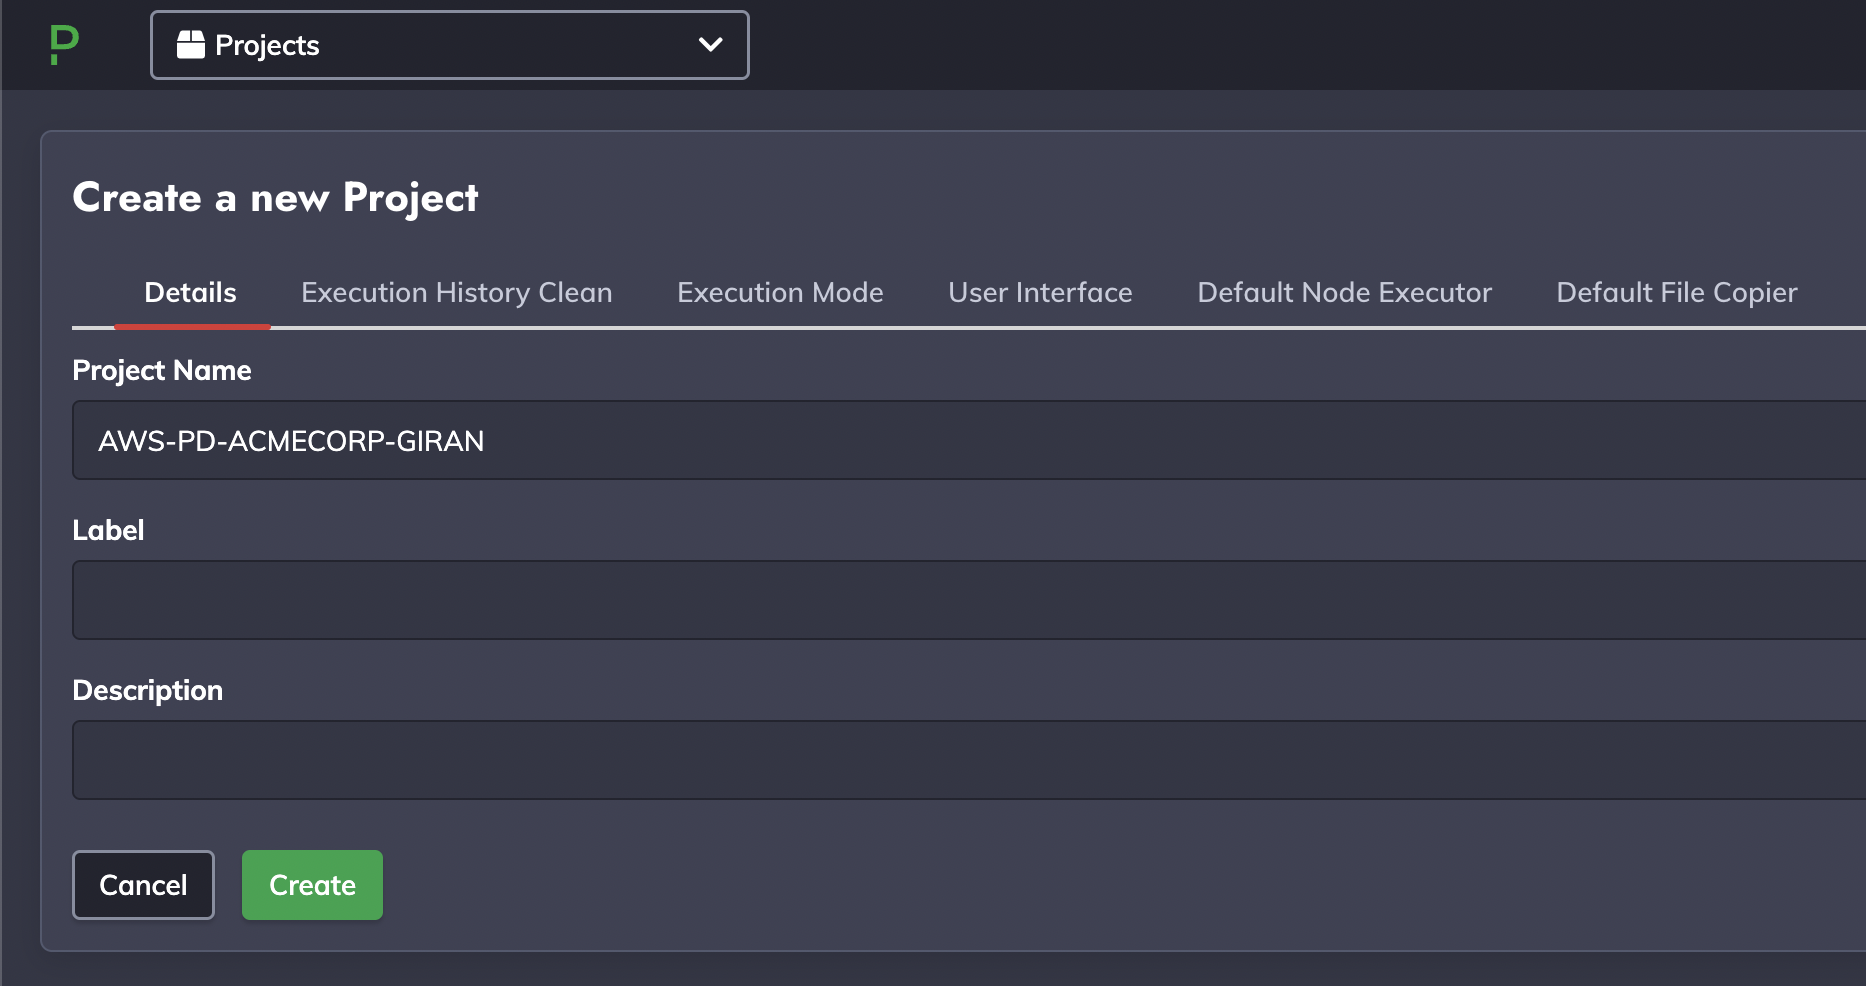 Projects
Create a new Project
Details Execution History Clean Execution Mode User Interface Default Node Executor Default File Copier
Project Name
AWS-PD-ACMECORP-GIRAN
Label
Description
Cancel Create